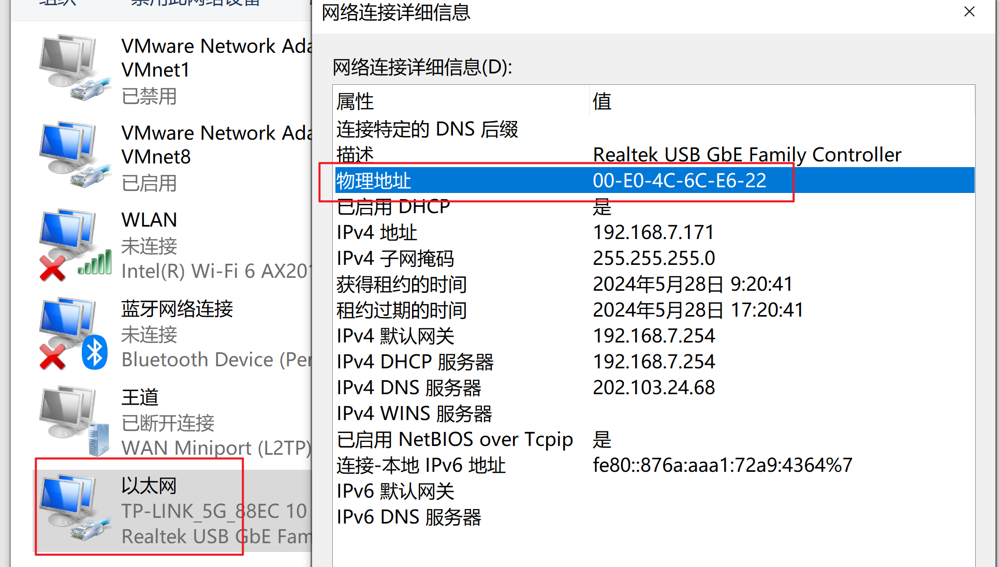 组织
禁用此网络设备
VMware Network Ada
VMnet1
已禁用
VMware Network Ada
VMnet8
已启用
WLAN
未连接
Intel(R) Wi-Fi 6 AX201
蓝牙网络连接
未连接
Bluetooth Device (Per
王道
已断开连接
WAN Miniport (L2TP)
以太网
TP-LINK_5G_88EC 10
Realtek USB GbE Fam
网络连接详细信息
网络连接详细信息(D):
属性 值
连接特定的 DNS 后缀
描述 Realtek USB GbE Family Controller
物理地址 00-E0-4C-6C-E6-22
已启用 DHCP 是
IPv4 地址 192.168.7.171
IPv4 子网掩码 255.255.255.0
获得租约的时间 2024年5月28日 9:20:41
租约过期的时间 2024年5月28日 17:20:41
IPv4 默认网关 192.168.7.254
IPv4 DHCP 服务器 192.168.7.254
IPv4 DNS 服务器 202.103.24.68
IPv4 WINS 服务器
已启用 NetBIOS over Tcpip 是
连接-本地 IPv6 地址 fe80::876a:aaa1:72a9:4364%7
IPv6 默认网关
IPv6 DNS 服务器